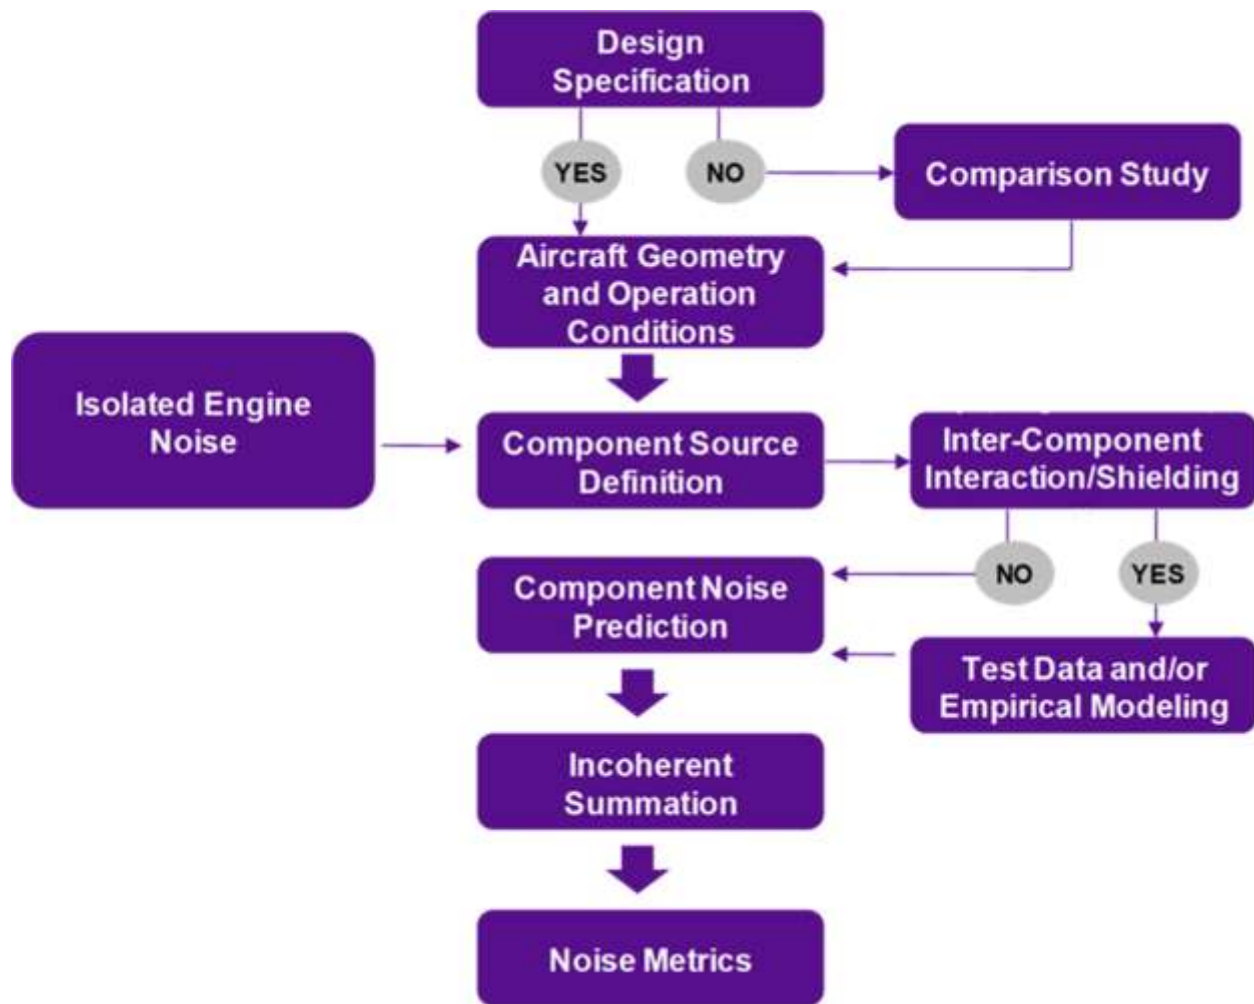 Design
Specification
YES
NO
Comparison Study
Aircraft Geometry
and Operation
Conditions
Isolated Engine
Noise
Component Source
Definition
Inter-Component
Interaction/Shielding
NO
YES
Component Noise
Prediction
Test Data and/or
Empirical Modeling
Incoherent
Summation
Noise Metrics